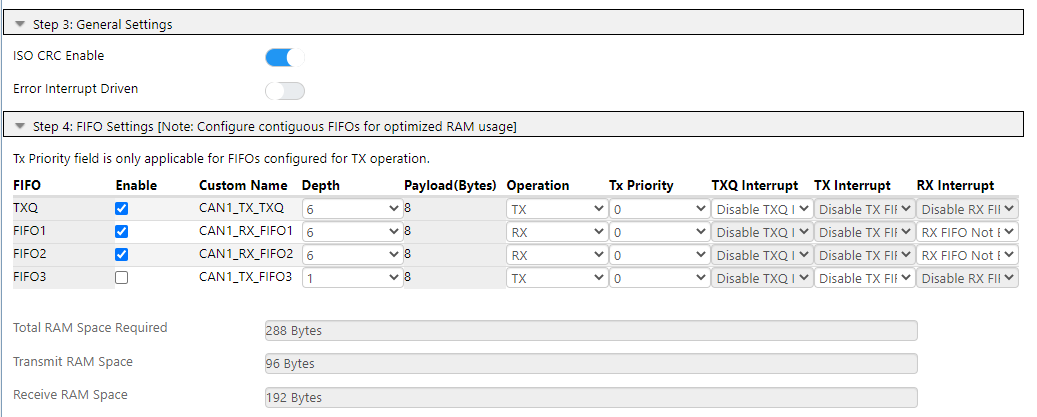 Step 3: General Settings
ISO CRC Enable
Error Interrupt Driven
Step 4: FIFO Settings [Note: Configure contiguous FIFOs for optimized RAM usage]
Tx Priority field is only applicable for FIFOs configured for TX operation.
FIFO Enable Custom Name Depth Payload(Bytes) Operation Tx Priority TXQ Interrupt TX Interrupt RX Interrupt
TXQ CAN1_TX_TXQ 6 8 TX 0 Disable TXQ I Disable TX FIF Disable RX FIF
FIFO1 CAN1_RX_FIFO1 6 8 RX 0 Disable TXQ I Disable TX FIF RX FIFO Not E
FIFO2 CAN1_RX_FIFO2 6 8 RX 0 Disable TXQ I Disable TX FIF RX FIFO Not E
FIFO3 CAN1_TX_FIFO3 1 8 TX 0 Disable TXQ I Disable TX FIF Disable RX FIF
Total RAM Space Required 288 Bytes
Transmit RAM Space 96 Bytes
Receive RAM Space 192 Bytes